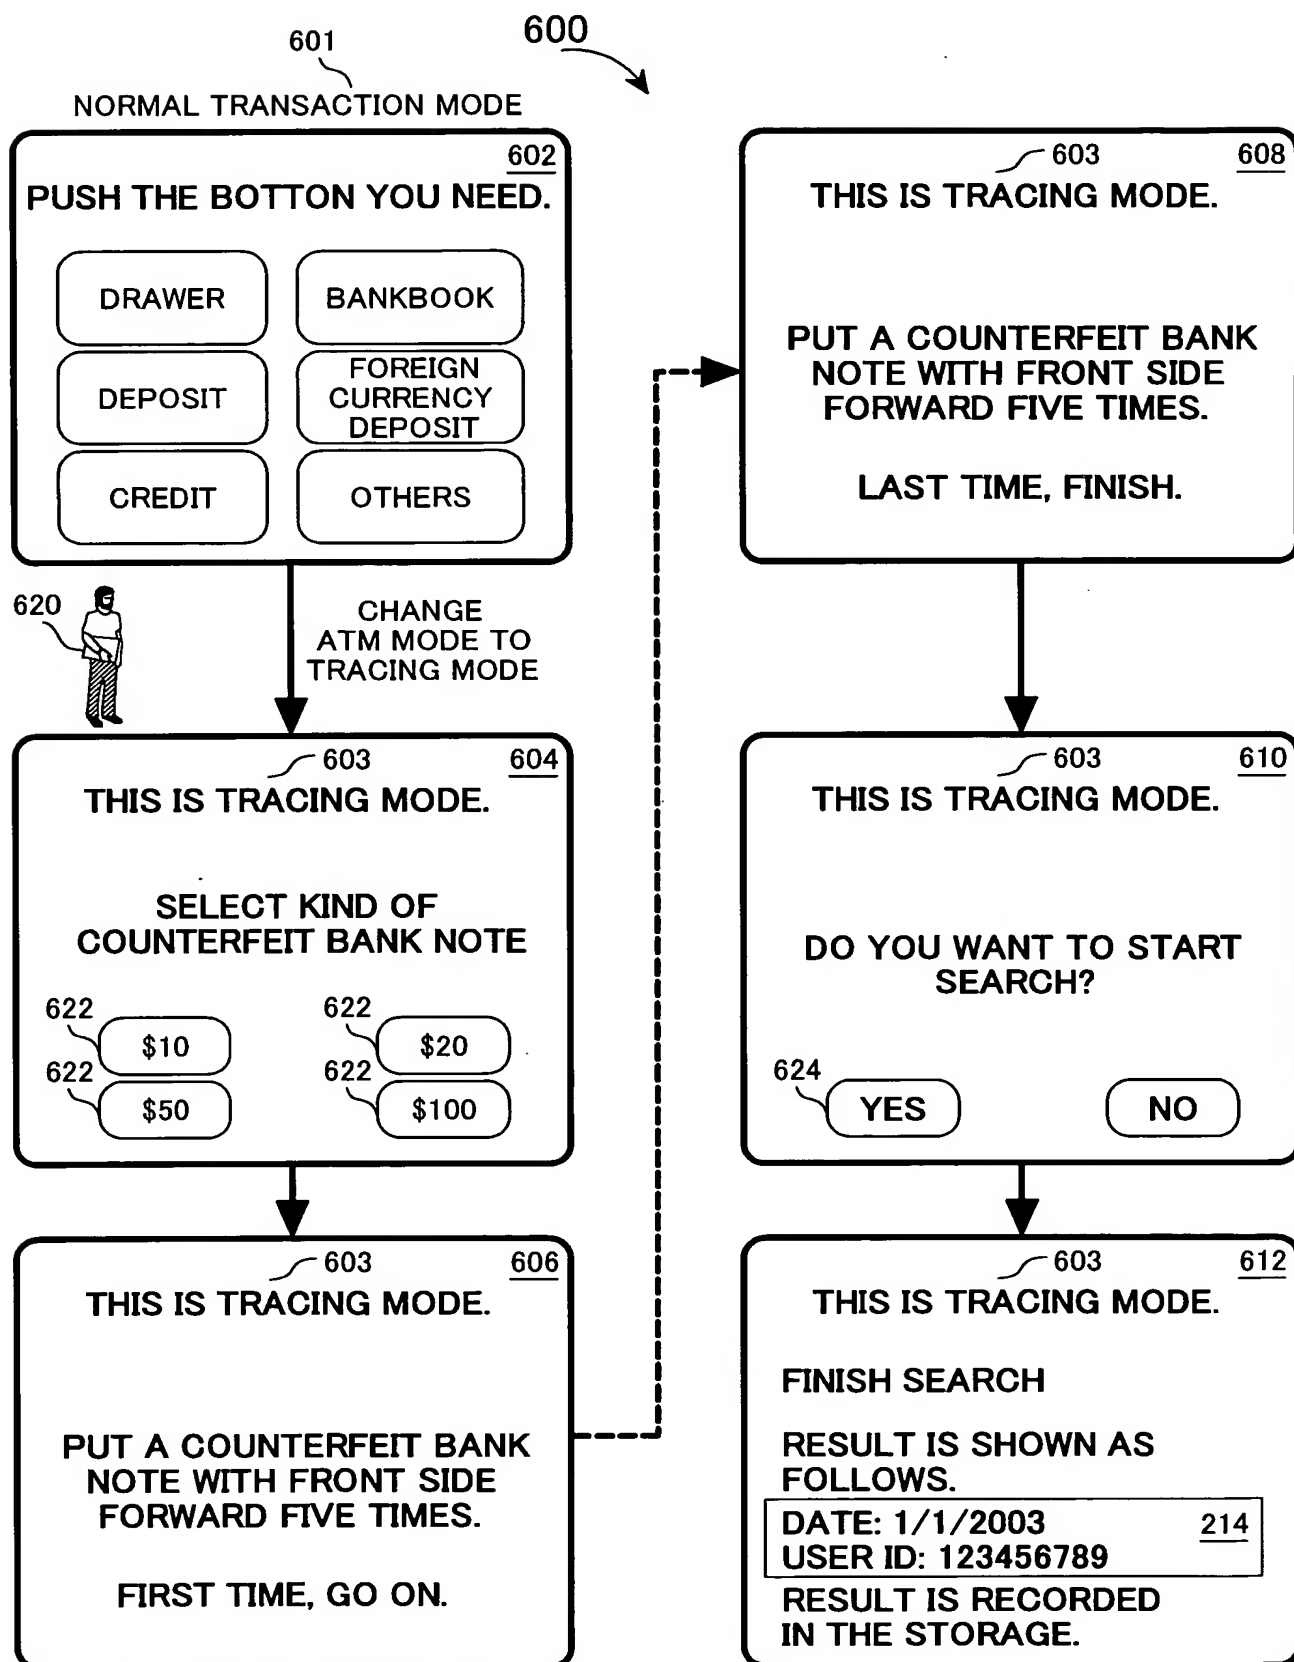 600
601
NORMAL TRANSACTION MODE
602
PUSH THE BOTTON YOU NEED.
DRAWER
BANKBOOK
DEPOSIT
FOREIGN
CURRENCY
DEPOSIT
CREDIT
OTHERS
620
CHANGE
ATM MODE TO
TRACING MODE
603
604
THIS IS TRACING MODE.
SELECT KIND OF
COUNTERFEIT BANK NOTE
622
$10
622
$20
622
$50
622
$100
603
606
THIS IS TRACING MODE.
PUT A COUNTERFEIT BANK
NOTE WITH FRONT SIDE
FORWARD FIVE TIMES.
FIRST TIME, GO ON.
603
608
THIS IS TRACING MODE.
PUT A COUNTERFEIT BANK
NOTE WITH FRONT SIDE
FORWARD FIVE TIMES.
LAST TIME, FINISH.
603
610
THIS IS TRACING MODE.
DO YOU WANT TO START
SEARCH?
624
YES
NO
603
612
THIS IS TRACING MODE.
FINISH SEARCH
RESULT IS SHOWN AS
FOLLOWS.
DATE: 1/1/2003
214
USER ID: 123456789
RESULT IS RECORDED
IN THE STORAGE.